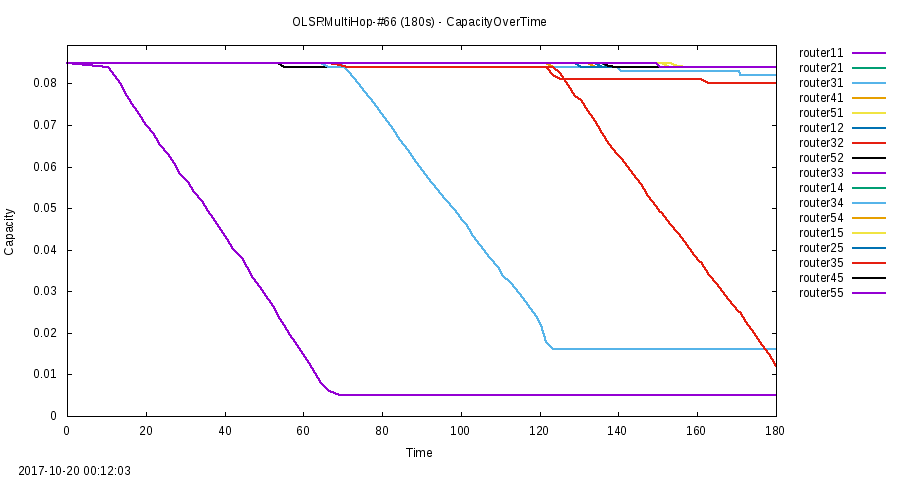 OLSRMultiHop-#66 (180s) - CapacityOverTime
router11
router21
router31
router41
router51
router12
router32
router52
router33
router14
router34
router54
router15
router25
router35
router45
router55
Capacity
0.08
0.07
0.06
0.05
0.04
0.03
0.02
0.01
0
0 20 40 60 80 100 120 140 160 180
Time
2017-10-20 00:12:03